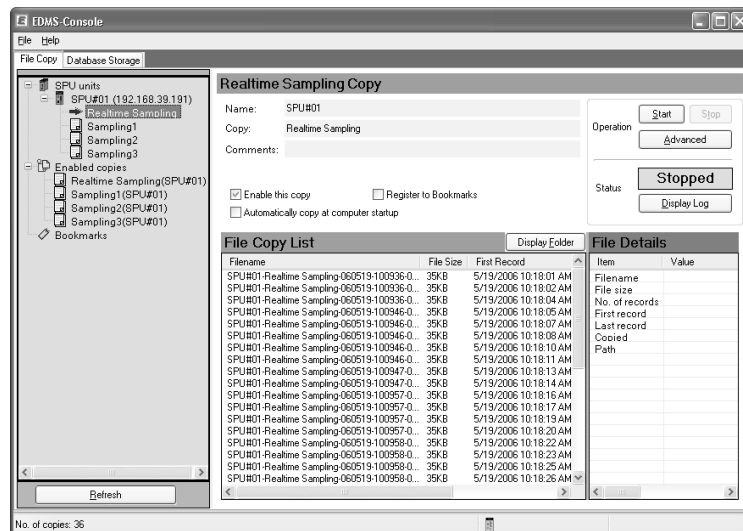 EDMS-Console
File Help
File Copy Database Storage
SPU units
SPU#01 (192.168.39.191)
Realtime Sampling
Sampling1
Sampling2
Sampling3
Enabled copies
Realtime Sampling(SPU#01)
Sampling1(SPU#01)
Sampling2(SPU#01)
Sampling3(SPU#01)
Bookmarks
Refresh
Realtime Sampling Copy
Name: SPU#01
Copy: Realtime Sampling
Comments:
Enable this copy Register to Bookmarks
Automatically copy at computer startup
Operation Start Stop
Advanced
Status Stopped
Display Log
File Copy List Display Folder
Filename File Size First Record
SPU#01-Realtime Sampling-060519-100936-0... 35KB 5/19/2006 10:18:01 AM
SPU#01-Realtime Sampling-060519-100936-0... 35KB 5/19/2006 10:18:02 AM
SPU#01-Realtime Sampling-060519-100936-0... 35KB 5/19/2006 10:18:04 AM
SPU#01-Realtime Sampling-060519-100946-0... 35KB 5/19/2006 10:18:05 AM
SPU#01-Realtime Sampling-060519-100946-0... 35KB 5/19/2006 10:18:07 AM
SPU#01-Realtime Sampling-060519-100946-0... 35KB 5/19/2006 10:18:08 AM
SPU#01-Realtime Sampling-060519-100946-0... 35KB 5/19/2006 10:18:10 AM
SPU#01-Realtime Sampling-060519-100946-0... 35KB 5/19/2006 10:18:11 AM
SPU#01-Realtime Sampling-060519-100947-0... 35KB 5/19/2006 10:18:13 AM
SPU#01-Realtime Sampling-060519-100947-0... 35KB 5/19/2006 10:18:14 AM
SPU#01-Realtime Sampling-060519-100957-0... 35KB 5/19/2006 10:18:16 AM
SPU#01-Realtime Sampling-060519-100957-0... 35KB 5/19/2006 10:18:17 AM
SPU#01-Realtime Sampling-060519-100957-0... 35KB 5/19/2006 10:18:19 AM
SPU#01-Realtime Sampling-060519-100957-0... 35KB 5/19/2006 10:18:20 AM
SPU#01-Realtime Sampling-060519-100958-0... 35KB 5/19/2006 10:18:22 AM
SPU#01-Realtime Sampling-060519-100958-0... 35KB 5/19/2006 10:18:23 AM
SPU#01-Realtime Sampling-060519-100958-0... 35KB 5/19/2006 10:18:25 AM
SPU#01-Realtime Sampling-060519-100958-0... 35KB 5/19/2006 10:18:26 AM
File Details
Item Value
Filename
File size
No. of records
First record
Last record
Copied
Path
No. of copies: 36